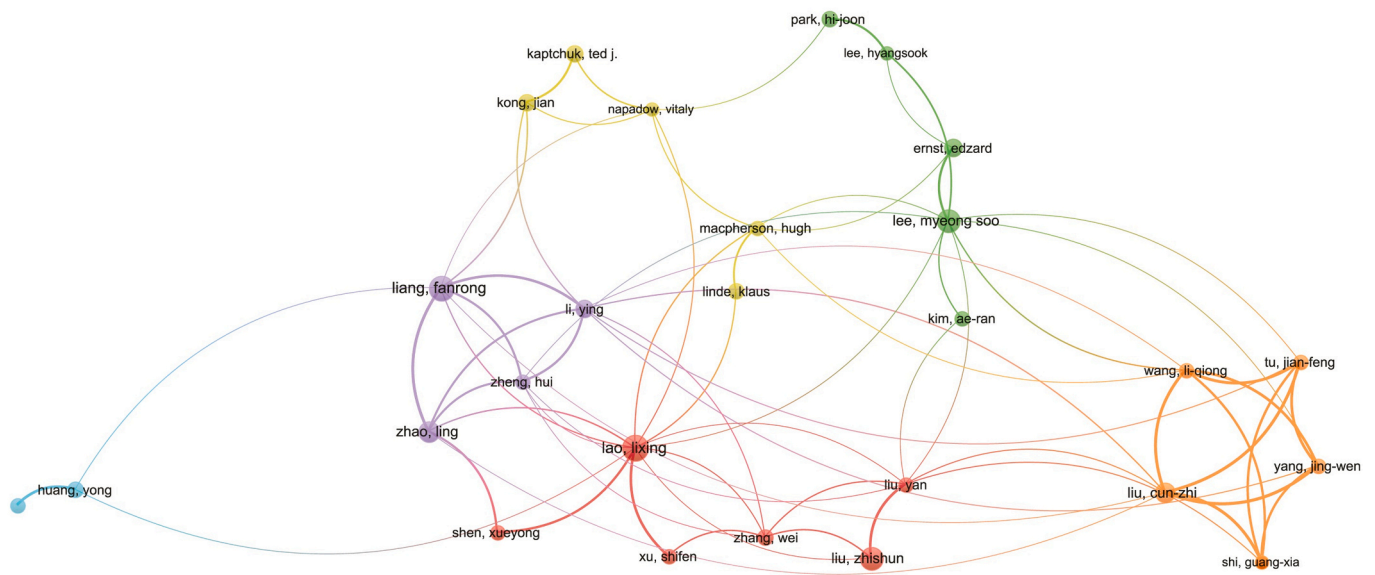 park, hi-joon
kaptchuk, ted j.
lee, hyangsook
kong, jian
napadow, vitaly
ernst, edzard
lee, myeong soo
macpherson, hugh
liang, fanrong
linde, klaus
li, ying
kim, ae-ran
tu, jian-feng
wang, li-qiong
zheng, hui
zhao, ling
lao, lixing
yang, jing-wen
liu, yan
huang, yong
liu, cun-zhi
shen, xueyong
zhang, wei
xu, shifen
liu, zhishun
shi, guang-xia